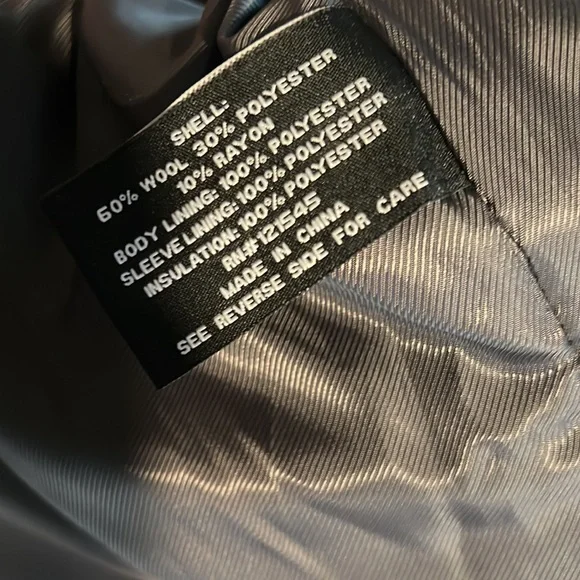 SHELL:
60% WOOL 30% POLYESTER
10% RAYON
BODY LINING: 100% POLYESTER
SLEEVE LINING: 100% POLYESTER
INSULATION: 100% POLYESTER
RN# 121545
MADE IN CHINA
SEE REVERSE SIDE FOR CARE